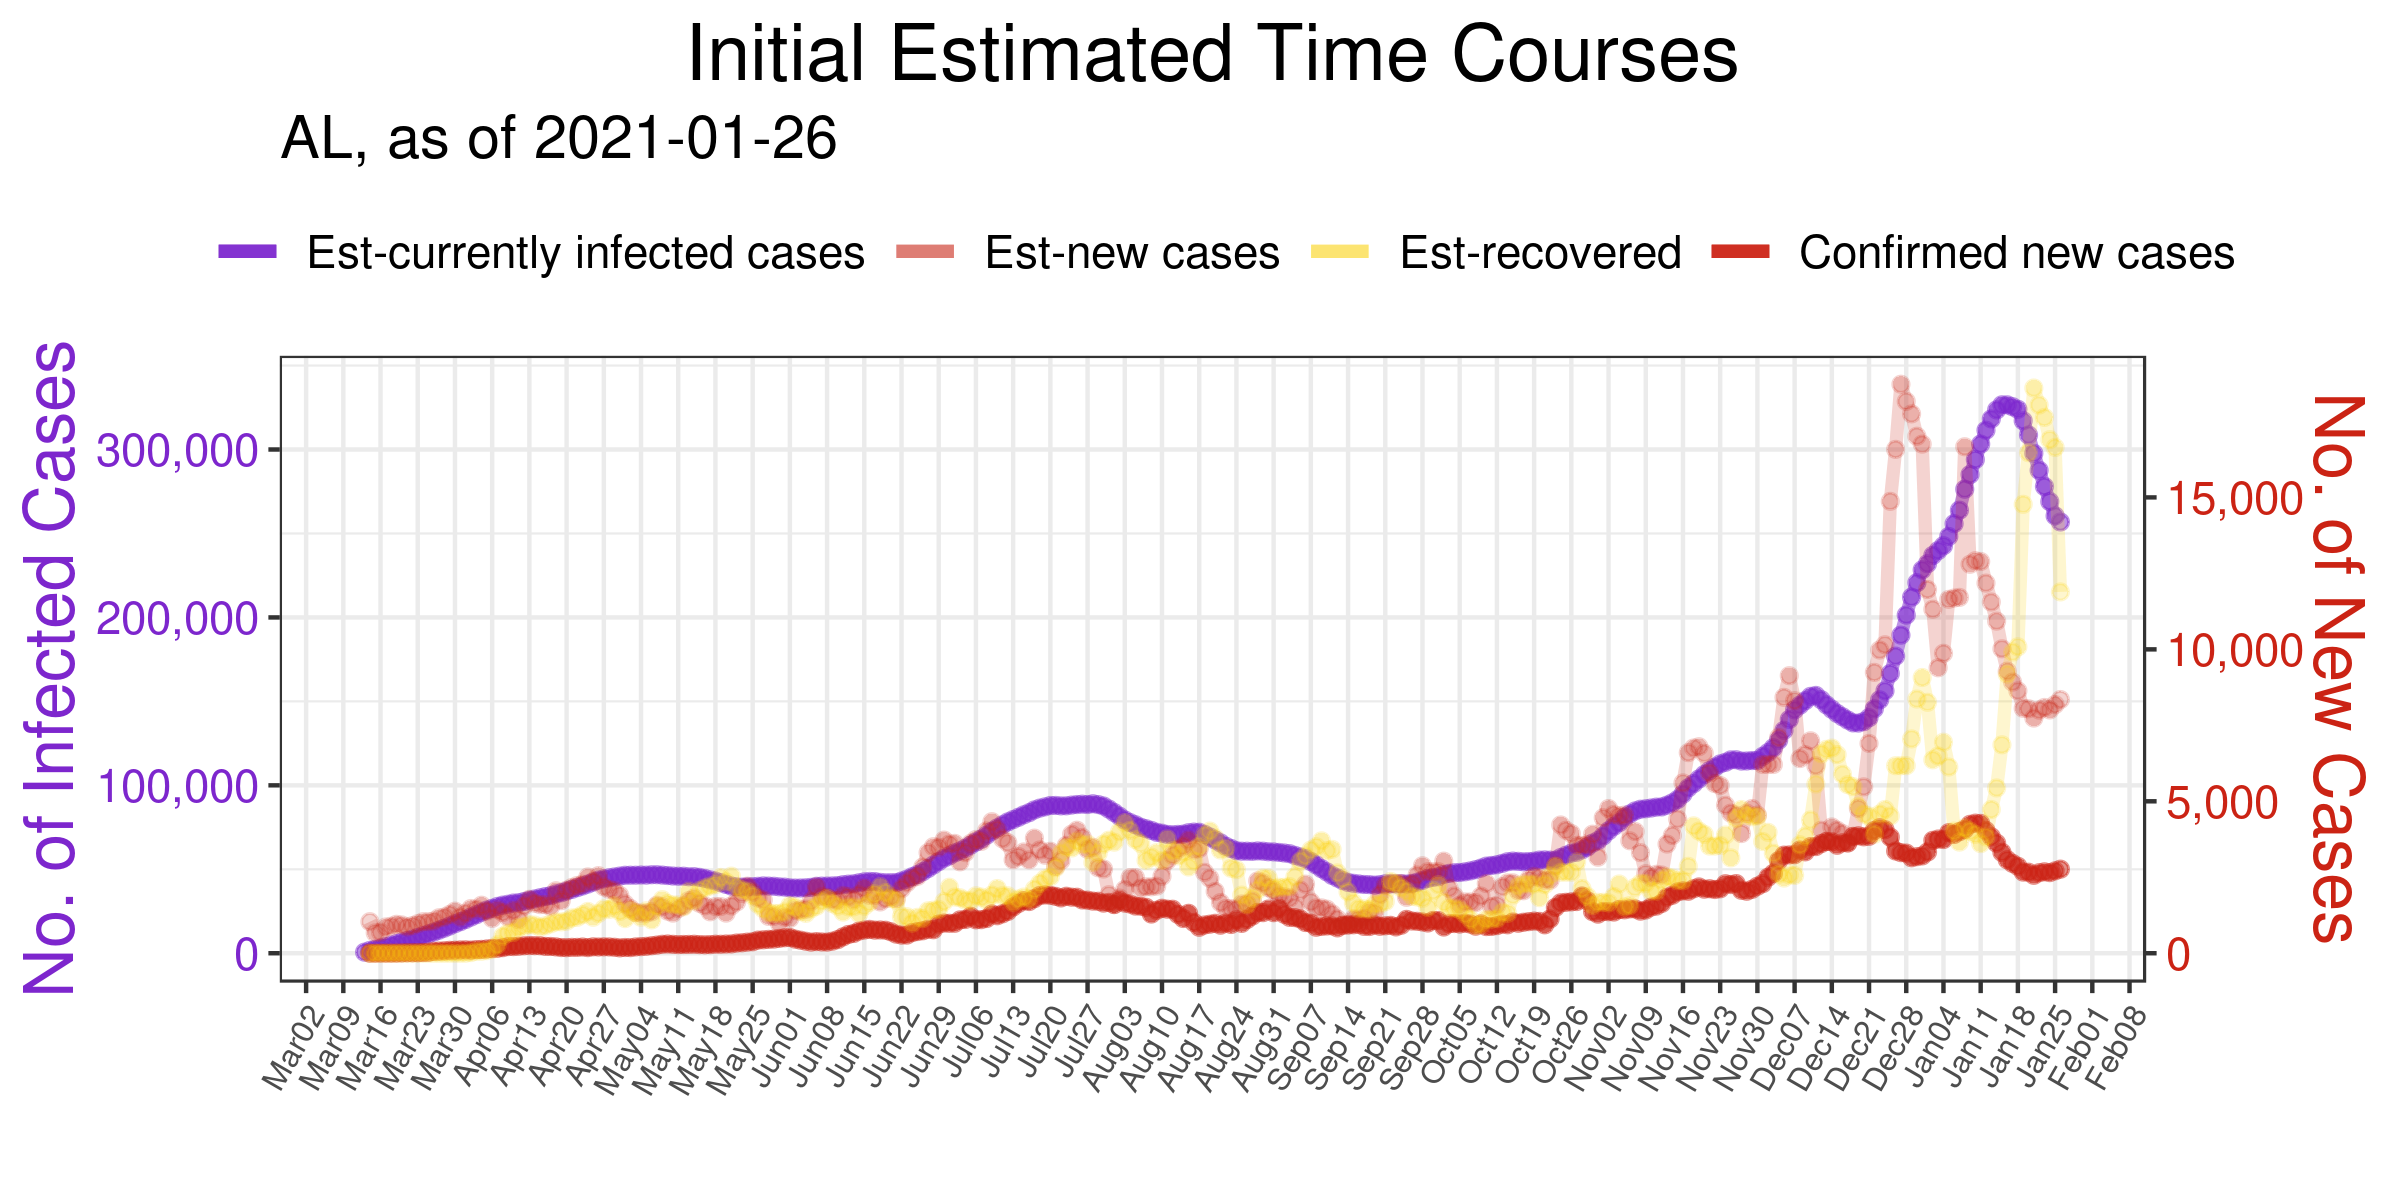 Initial Estimated Time Courses
AL, as of 2021-01-26
Est-currently infected cases
Est-new cases
Est-recovered
Confirmed new cases
No. of Infected Cases
300,000
200,000
100,000
0
15,000
10,000
5,000
0
No. of New Cases
Mar02
Mar09
Mar16
Mar23
Mar30
Apr06
Apr13
Apr20
Apr27
May04
May11
May18
May25
Jun01
Jun08
Jun15
Jun22
Jun29
Jul06
Jul13
Jul20
Jul27
Aug03
Aug10
Aug17
Aug24
Aug31
Sep07
Sep14
Sep21
Sep28
Oct05
Oct12
Oct19
Oct26
Nov02
Nov09
Nov16
Nov23
Nov30
Dec07
Dec14
Dec21
Dec28
Jan04
Jan11
Jan18
Jan25
Feb01
Feb08